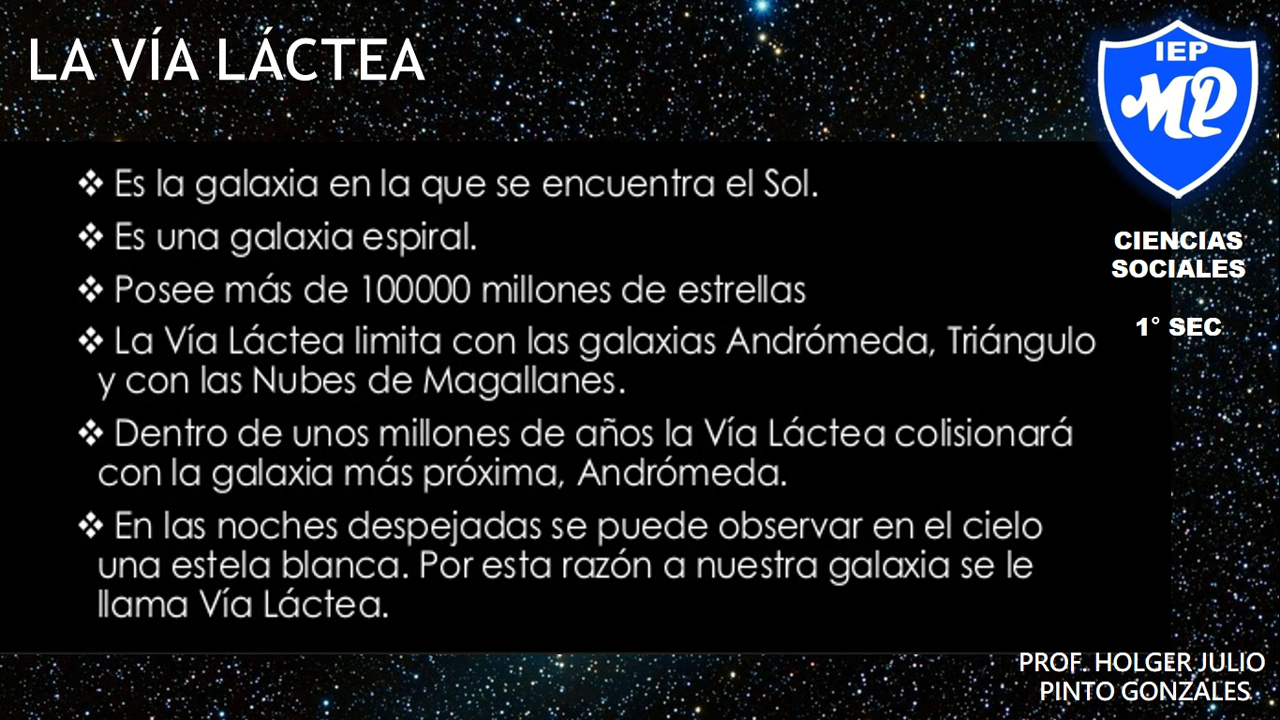 LA VÍA LÁCTEA
IEP
MP
❖ Es la galaxia en la que se encuentra el Sol.
❖ Es una galaxia espiral.
❖ Posee más de 100000 millones de estrellas
❖ La Vía Láctea limita con las galaxias Andrómeda, Triángulo
y con las Nubes de Magallanes.
❖ Dentro de unos millones de años la Vía Láctea colisionará
con la galaxia más próxima, Andrómeda.
❖ En las noches despejadas se puede observar en el cielo
una estela blanca. Por esta razón a nuestra galaxia se le
llama Vía Láctea.
CIENCIAS
SOCIALES
1° SEC
PROF. HOLGER JULIO
PINTO GONZALES